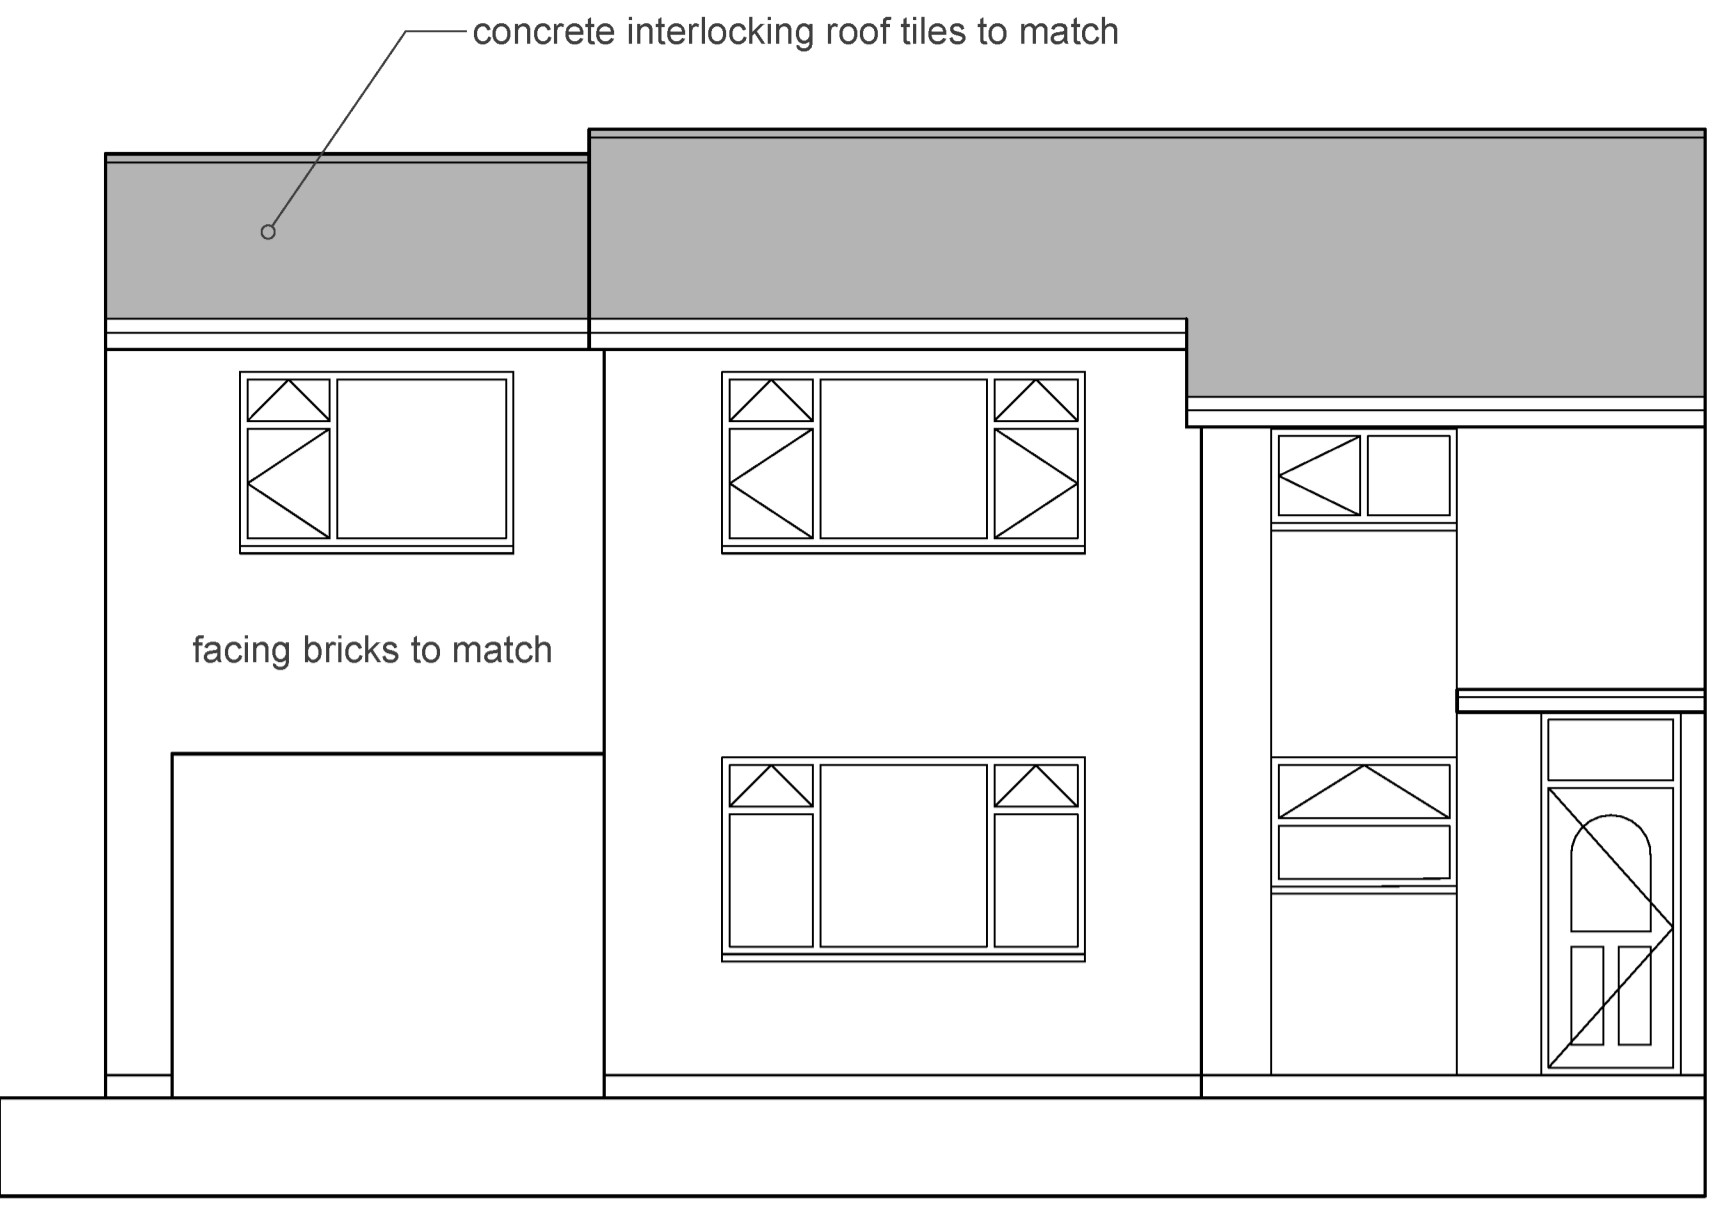 concrete interlocking roof tiles to match
facing bricks to match